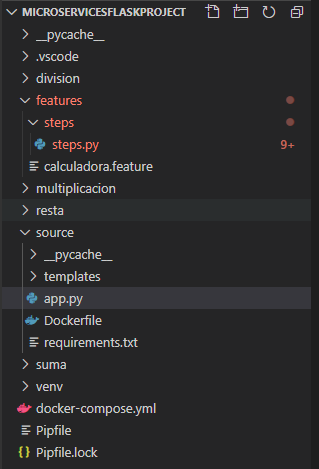 MICROSERVICESFLASKPROJECT
__pycache__
.vscode
division
features
steps
steps.py 9+
calculadora.feature
multiplicacion
resta
source
__pycache__
templates
app.py
Dockerfile
requirements.txt
suma
venv
docker-compose.yml
Pipfile
{} Pipfile.lock